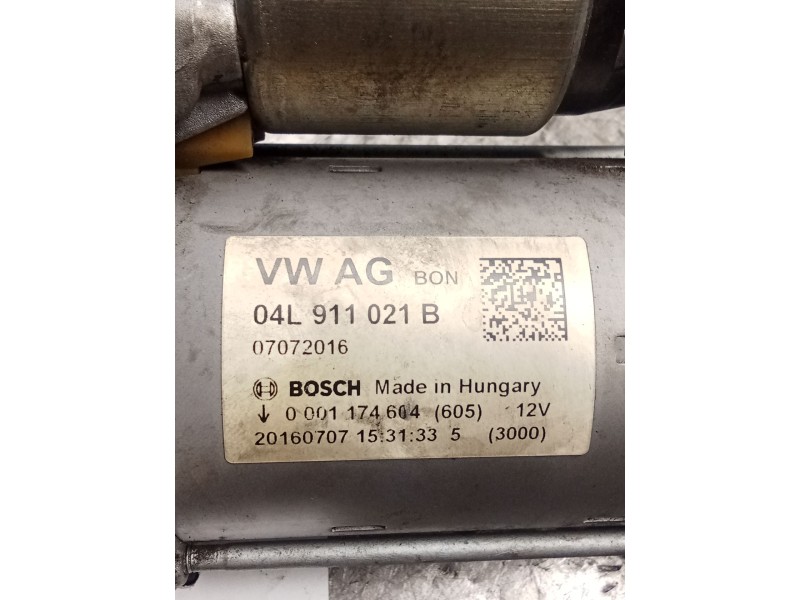 VW AG BON
04L 911 021 B
07072016
BOSCH Made in Hungary
↓ 0 001 174 604 (605) 12V
20160707 15:31:33 5 (3000)